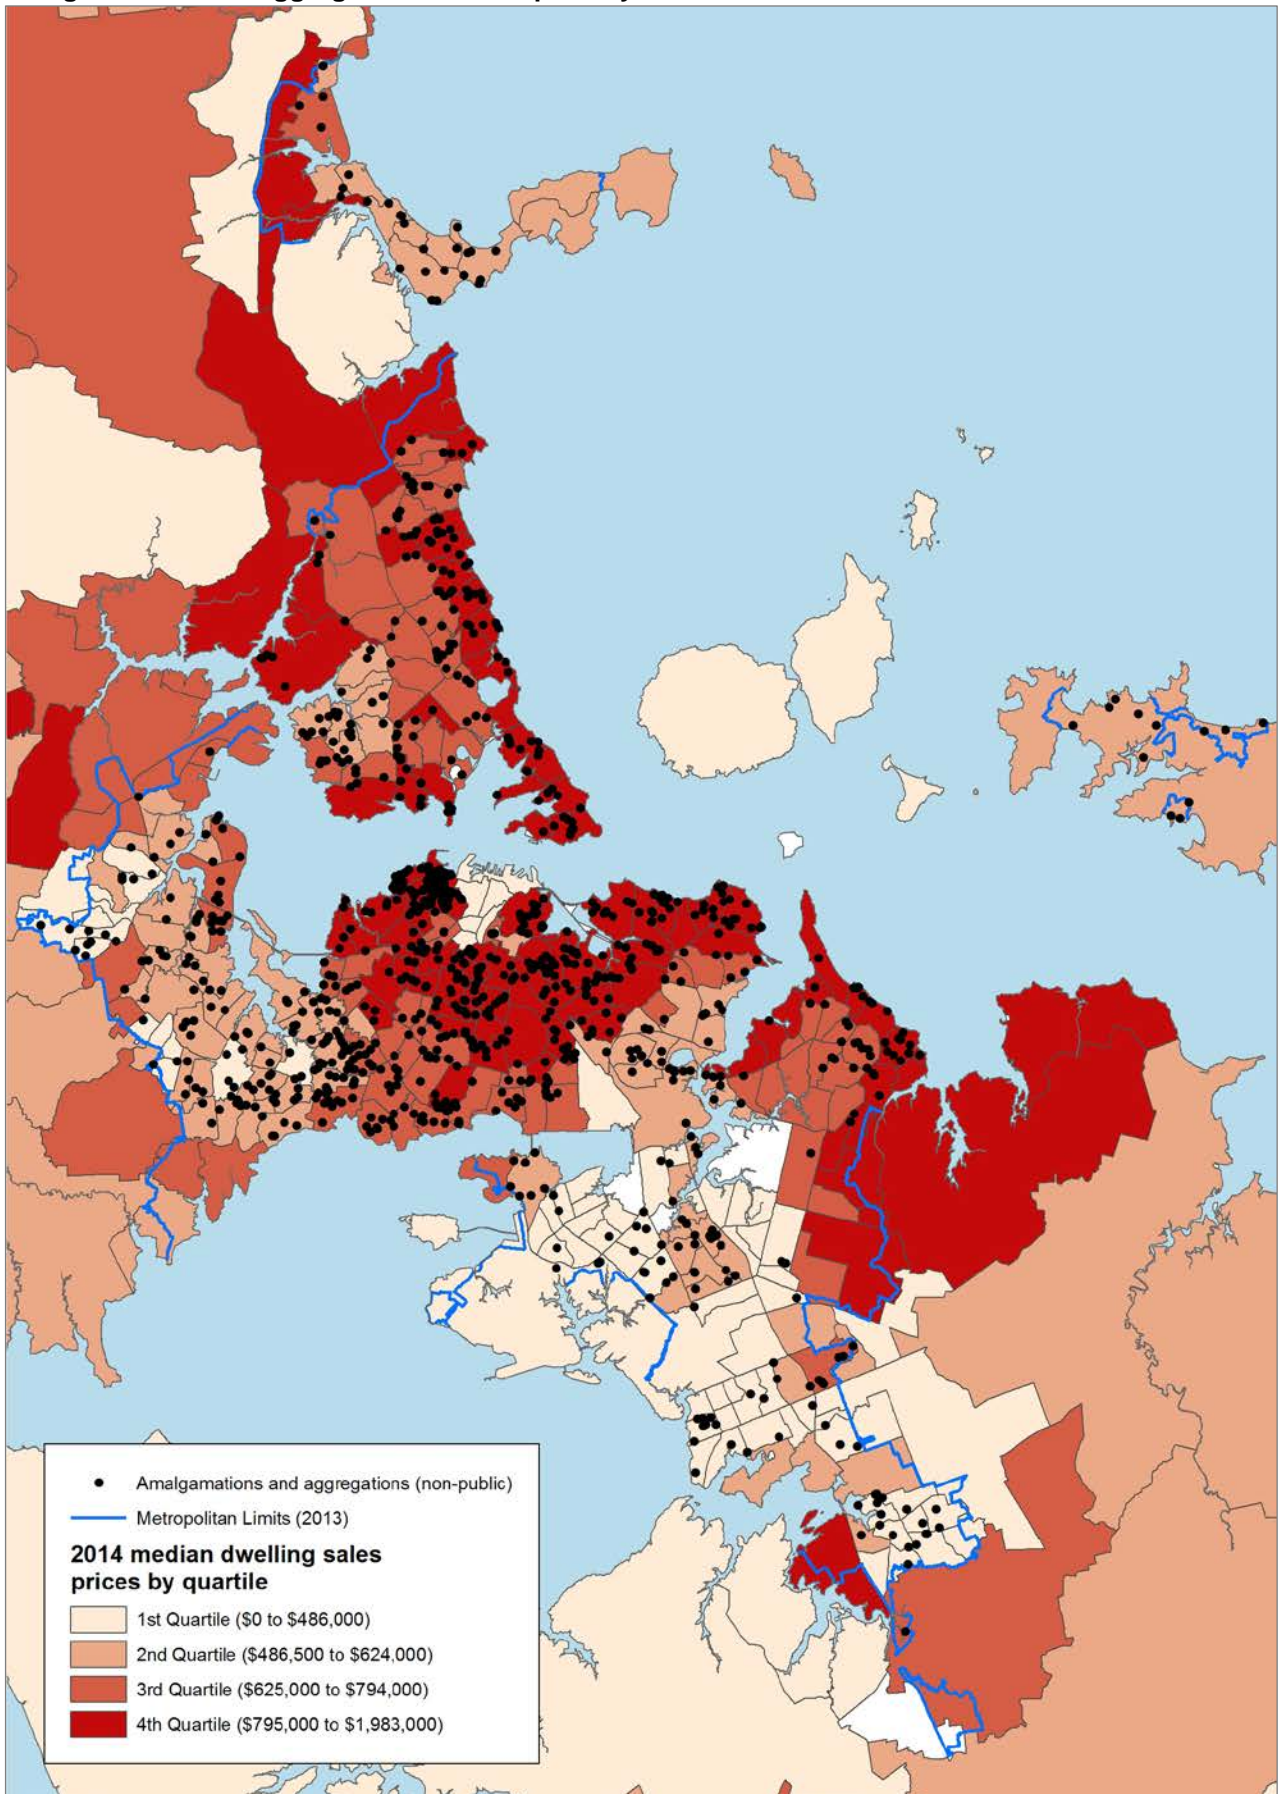 Amalgamations and aggregations (non-public)
Metropolitan Limits (2013)
2014 median dwelling sales
prices by quartile
1st Quartile ($0 to $486,000)
2nd Quartile ($486,500 to $624,000)
3rd Quartile ($625,000 to $794,000)
4th Quartile ($795,000 to $1,983,000)